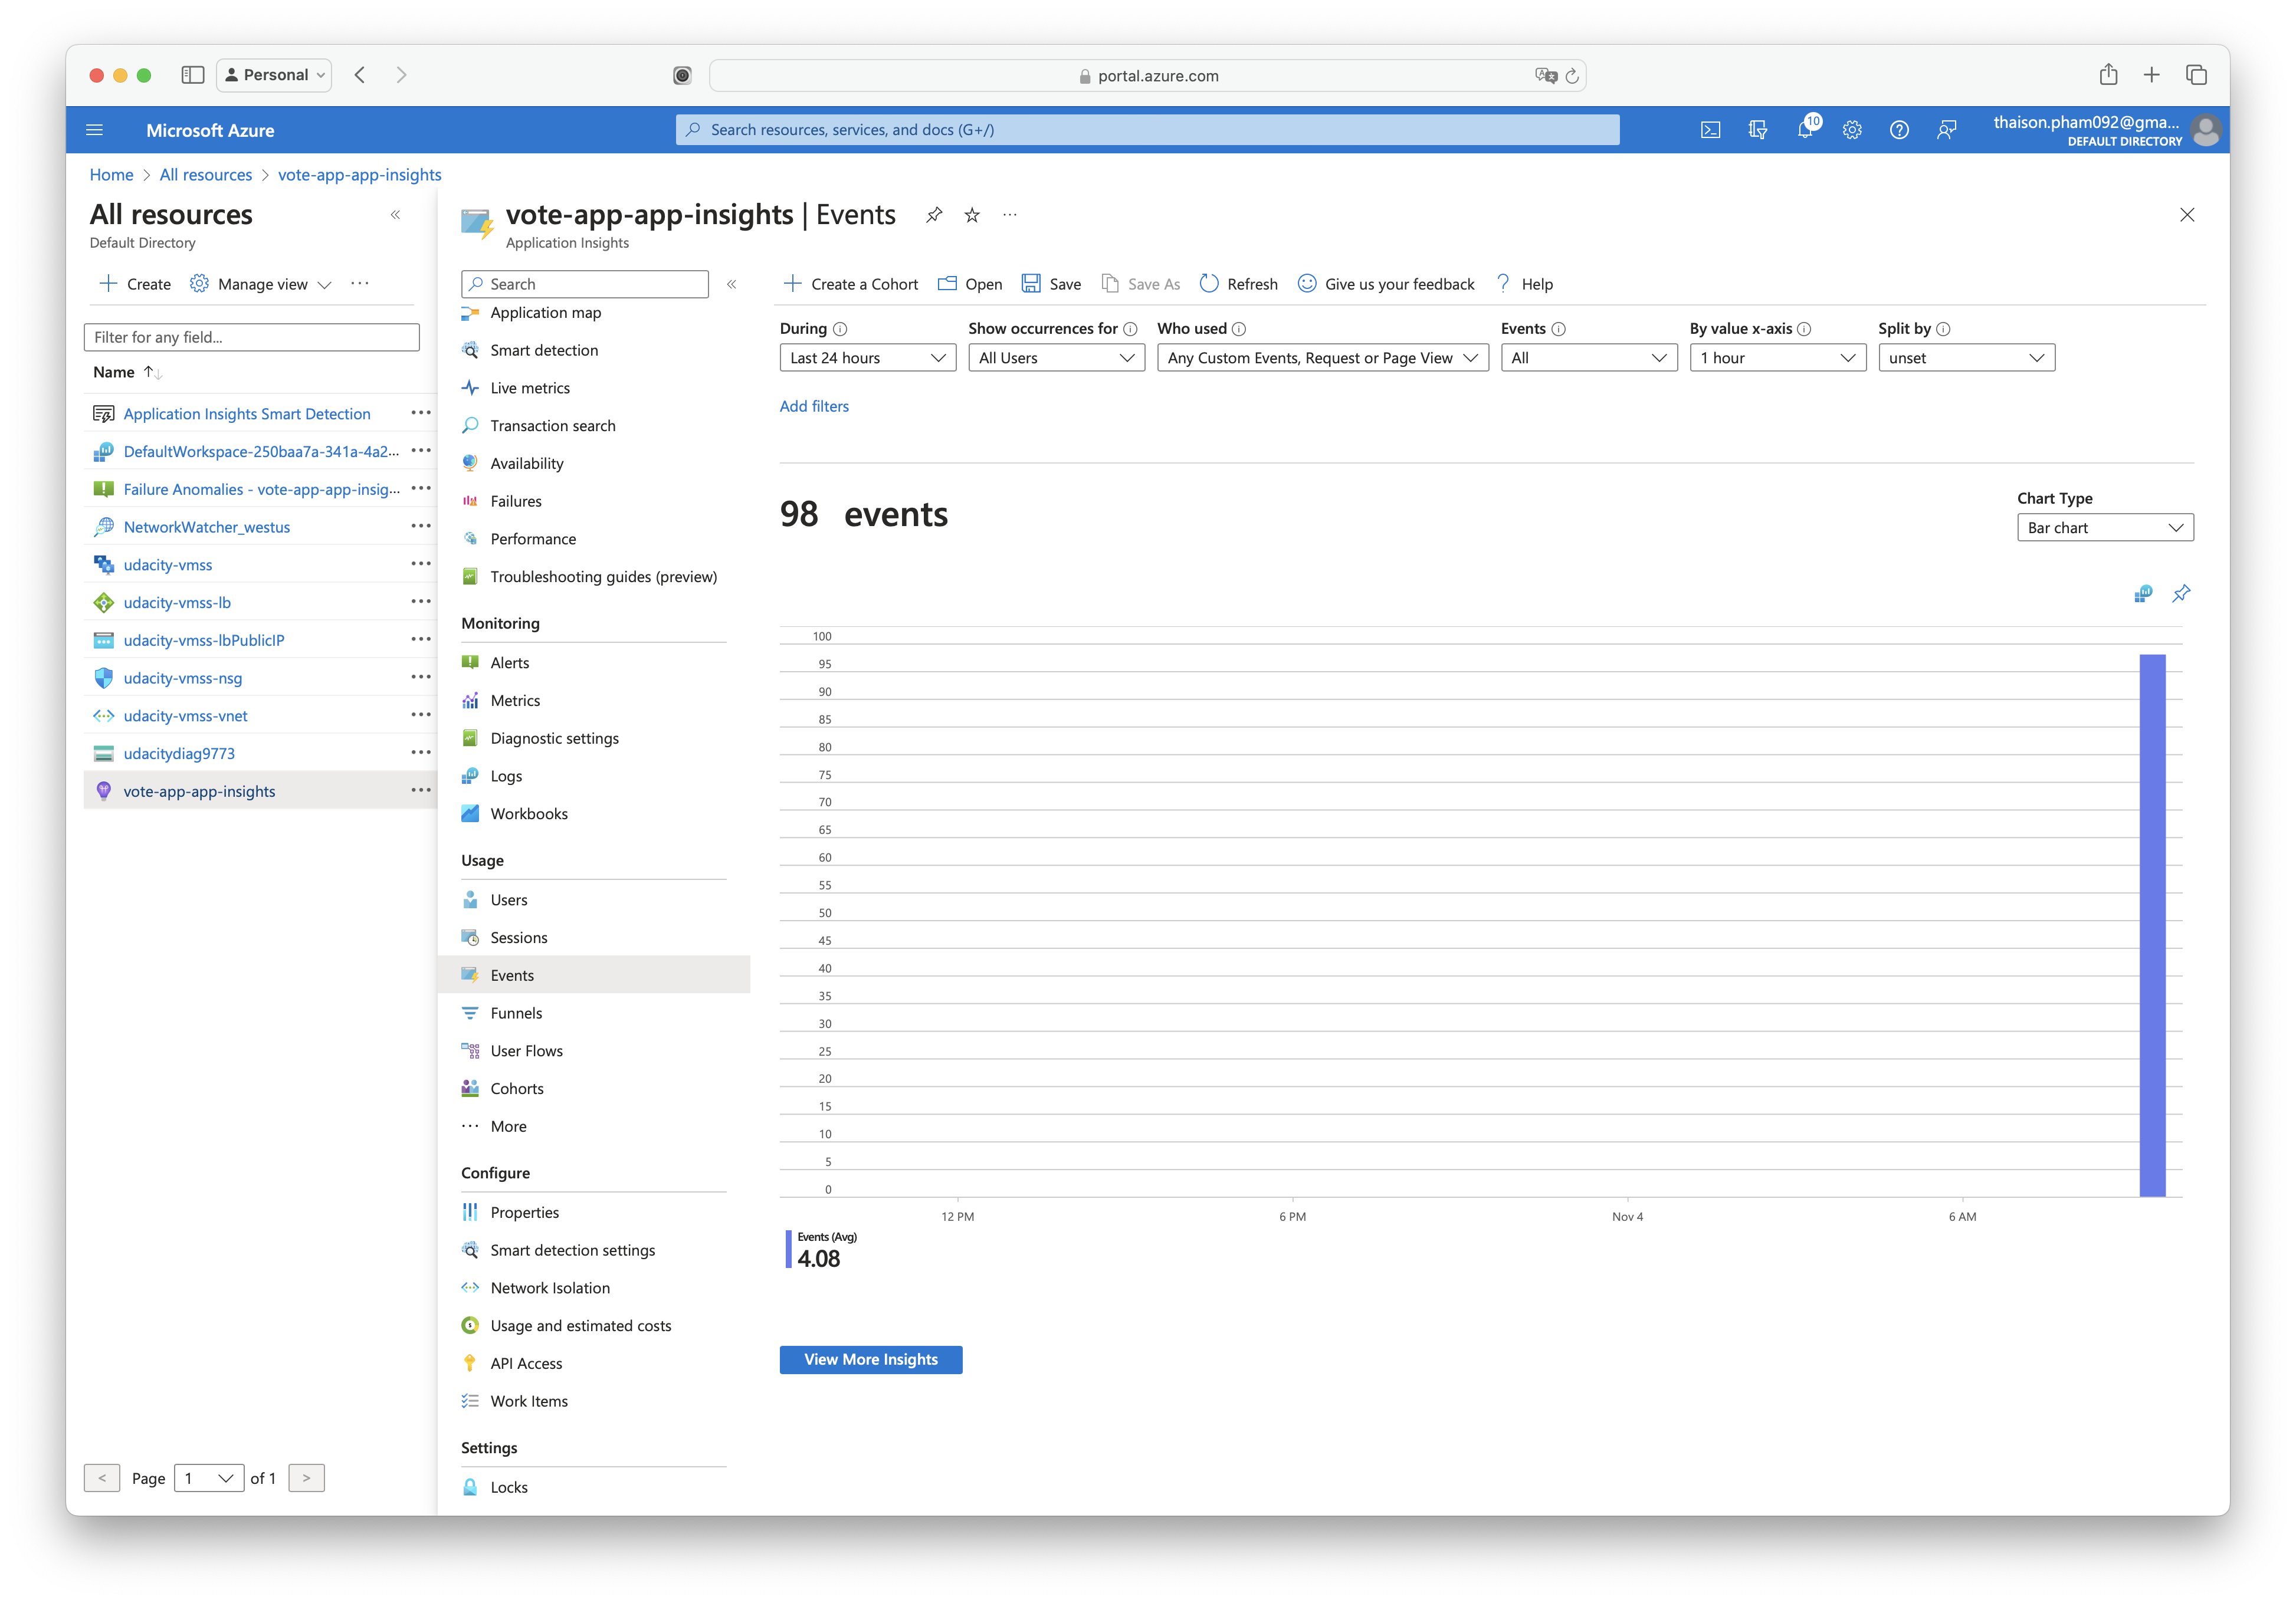 Personal
portal.azure.com
Microsoft Azure
Search resources, services, and docs (G+/)
10
thaison.pham092@gma...
DEFAULT DIRECTORY
Home > All resources > vote-app-app-insights
All resources
Default Directory
Create
Manage view
Filter for any field...
Name
Application Insights Smart Detection
DefaultWorkspace-250baa7a-341a-4a2...
Failure Anomalies - vote-app-app-insig...
NetworkWatcher_westus
udacity-vmss
udacity-vmss-lb
udacity-vmss-lbPublicIP
udacity-vmss-nsg
udacity-vmss-vnet
udacitydiag9773
vote-app-app-insights
< Page 1 of 1 >
vote-app-app-insights | Events
Application Insights
Search
Application map
Smart detection
Live metrics
Transaction search
Availability
Failures
Performance
Troubleshooting guides (preview)
Monitoring
Alerts
Metrics
Diagnostic settings
Logs
Workbooks
Usage
Users
Sessions
Events
Funnels
User Flows
Cohorts
More
Configure
Properties
Smart detection settings
Network Isolation
Usage and estimated costs
API Access
Work Items
Settings
Locks
Create a Cohort
Open
Save
Save As
Refresh
Give us your feedback
Help
During
Last 24 hours
Show occurrences for
All Users
Who used
Any Custom Events, Request or Page View
Events
All
By value x-axis
1 hour
Split by
unset
Add filters
98 events
Chart Type
Bar chart
100
95
90
85
80
75
70
65
60
55
50
45
40
35
30
25
20
15
10
5
0
12 PM
6 PM
Nov 4
6 AM
Events (Avg)
4.08
View More Insights